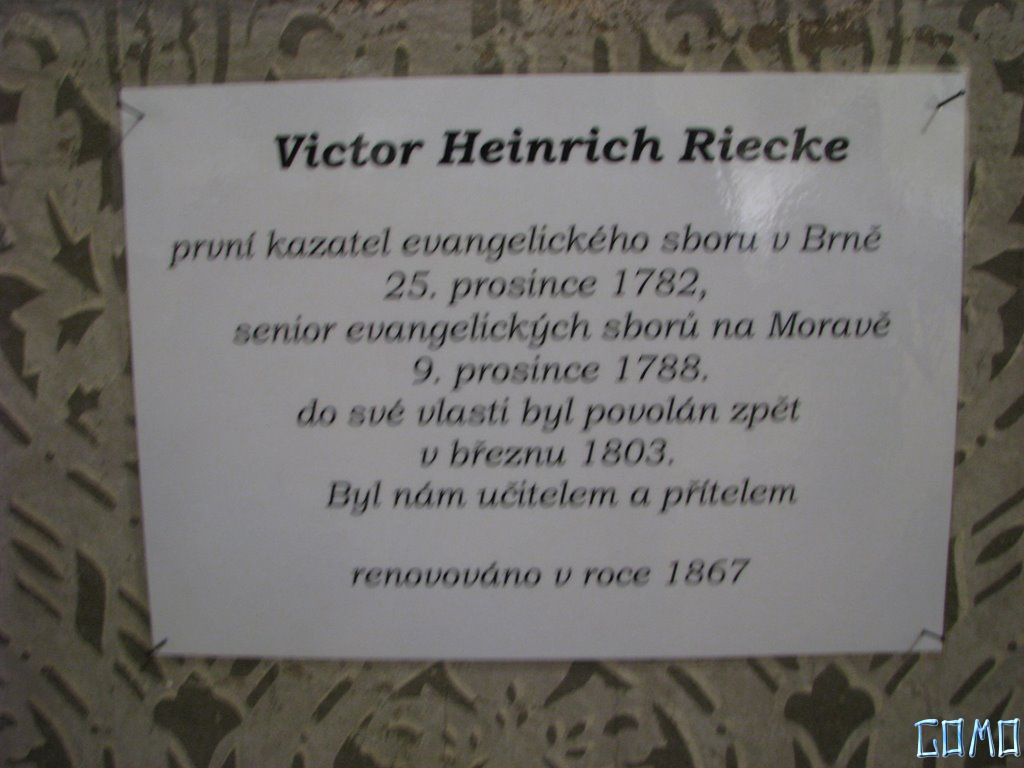 Victor Heinrich Riecke
první kazatel evangelického sboru v Brně
25. prosince 1782,
senior evangelických sborů na Moravě
9. prosince 1788.
do své vlasti byl povolán zpět
v březnu 1803.
Byl nám učitelem a přítelem
renovováno v roce 1867
COMO